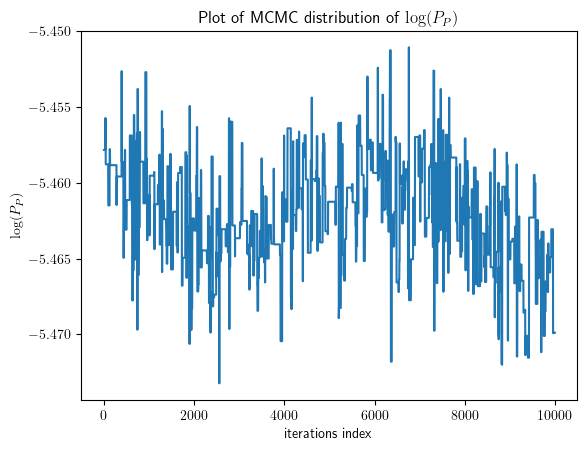 Plot of MCMC distribution of log(P_P)
−5.450
−5.455
−5.460
−5.465
−5.470
log(P_P)
0 2000 4000 6000 8000 10000
iterations index